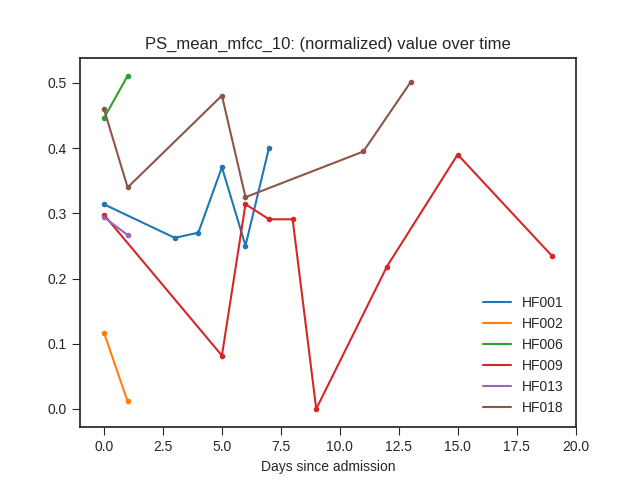 PS_mean_mfcc_10: (normalized) value over time
0.5
0.4
0.3
0.2
0.1
0.0
HF001
HF002
HF006
HF009
HF013
HF018
0.0 2.5 5.0 7.5 10.0 12.5 15.0 17.5 20.0
Days since admission